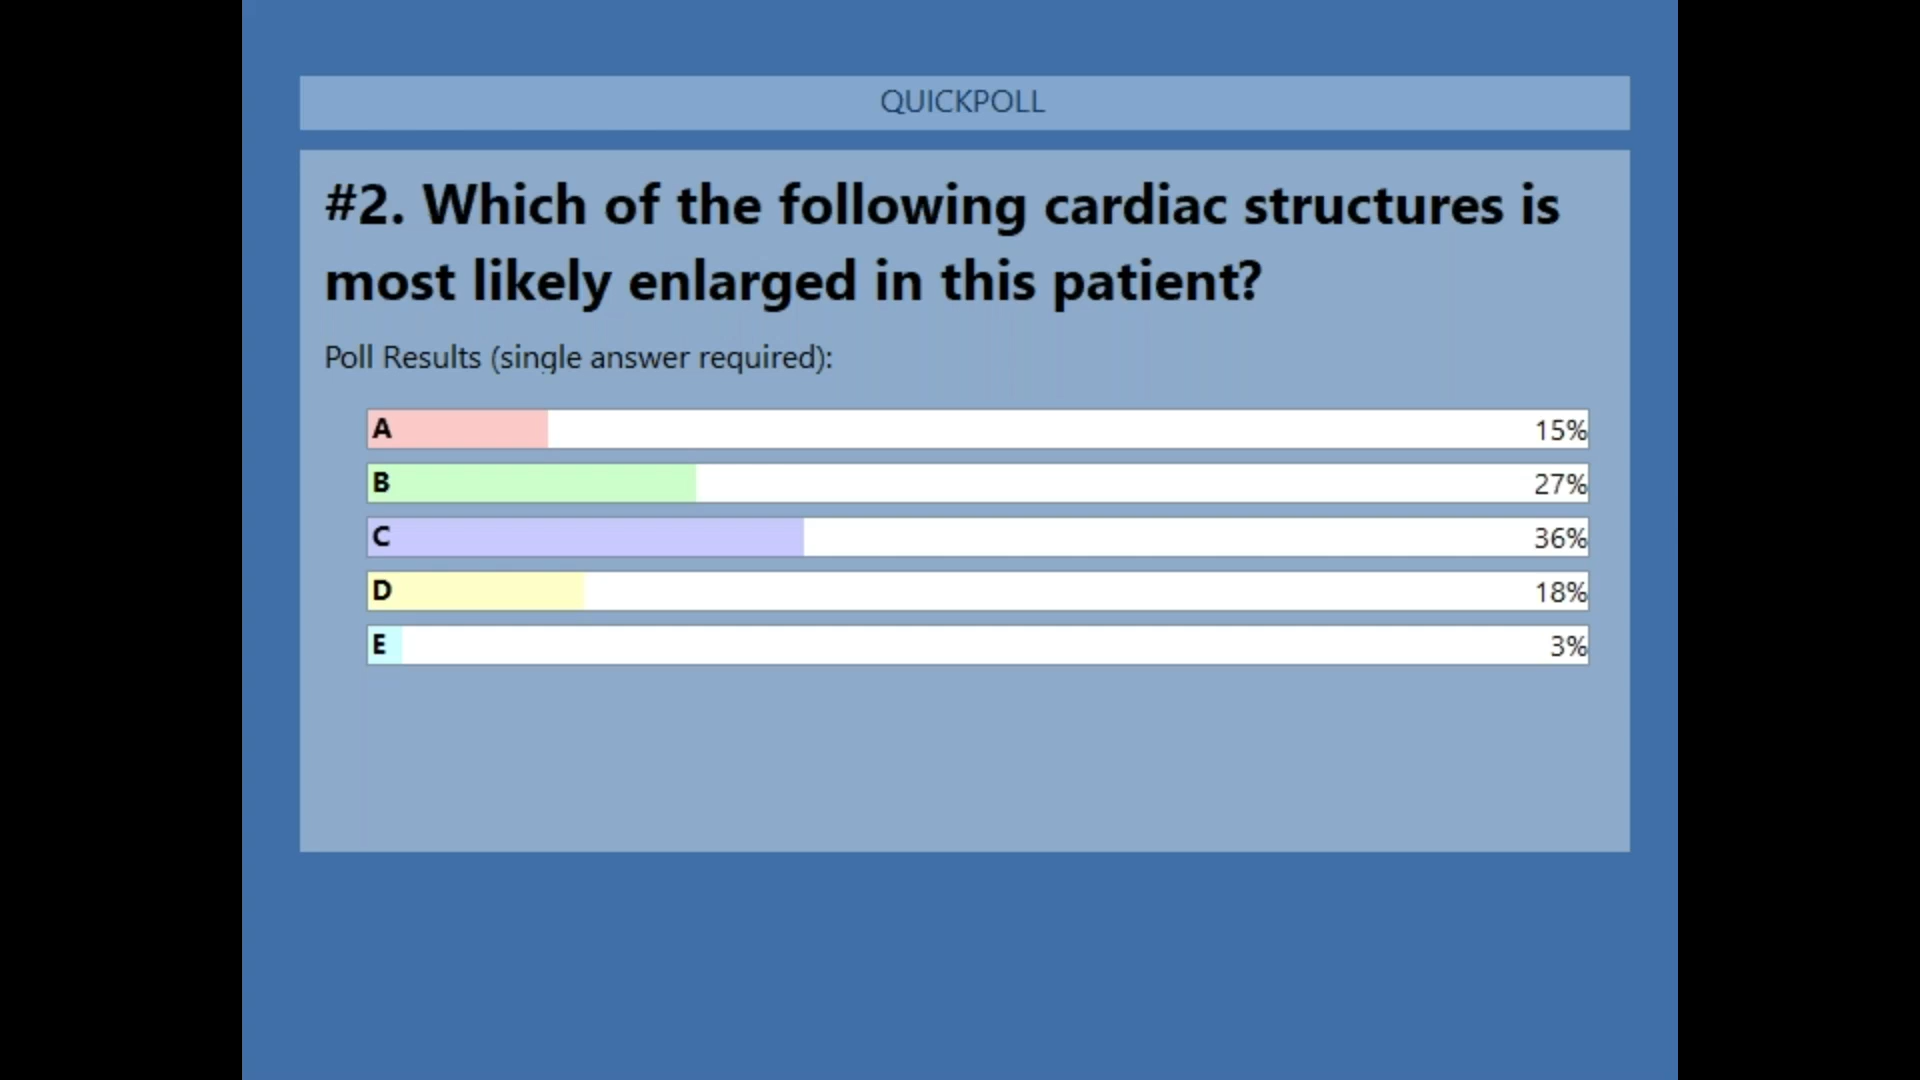 QUICKPOLL
#2. Which of the following cardiac structures is
most likely enlarged in this patient?
Poll Results (single answer required):
A 15%
B 27%
C 36%
D 18%
E 3%